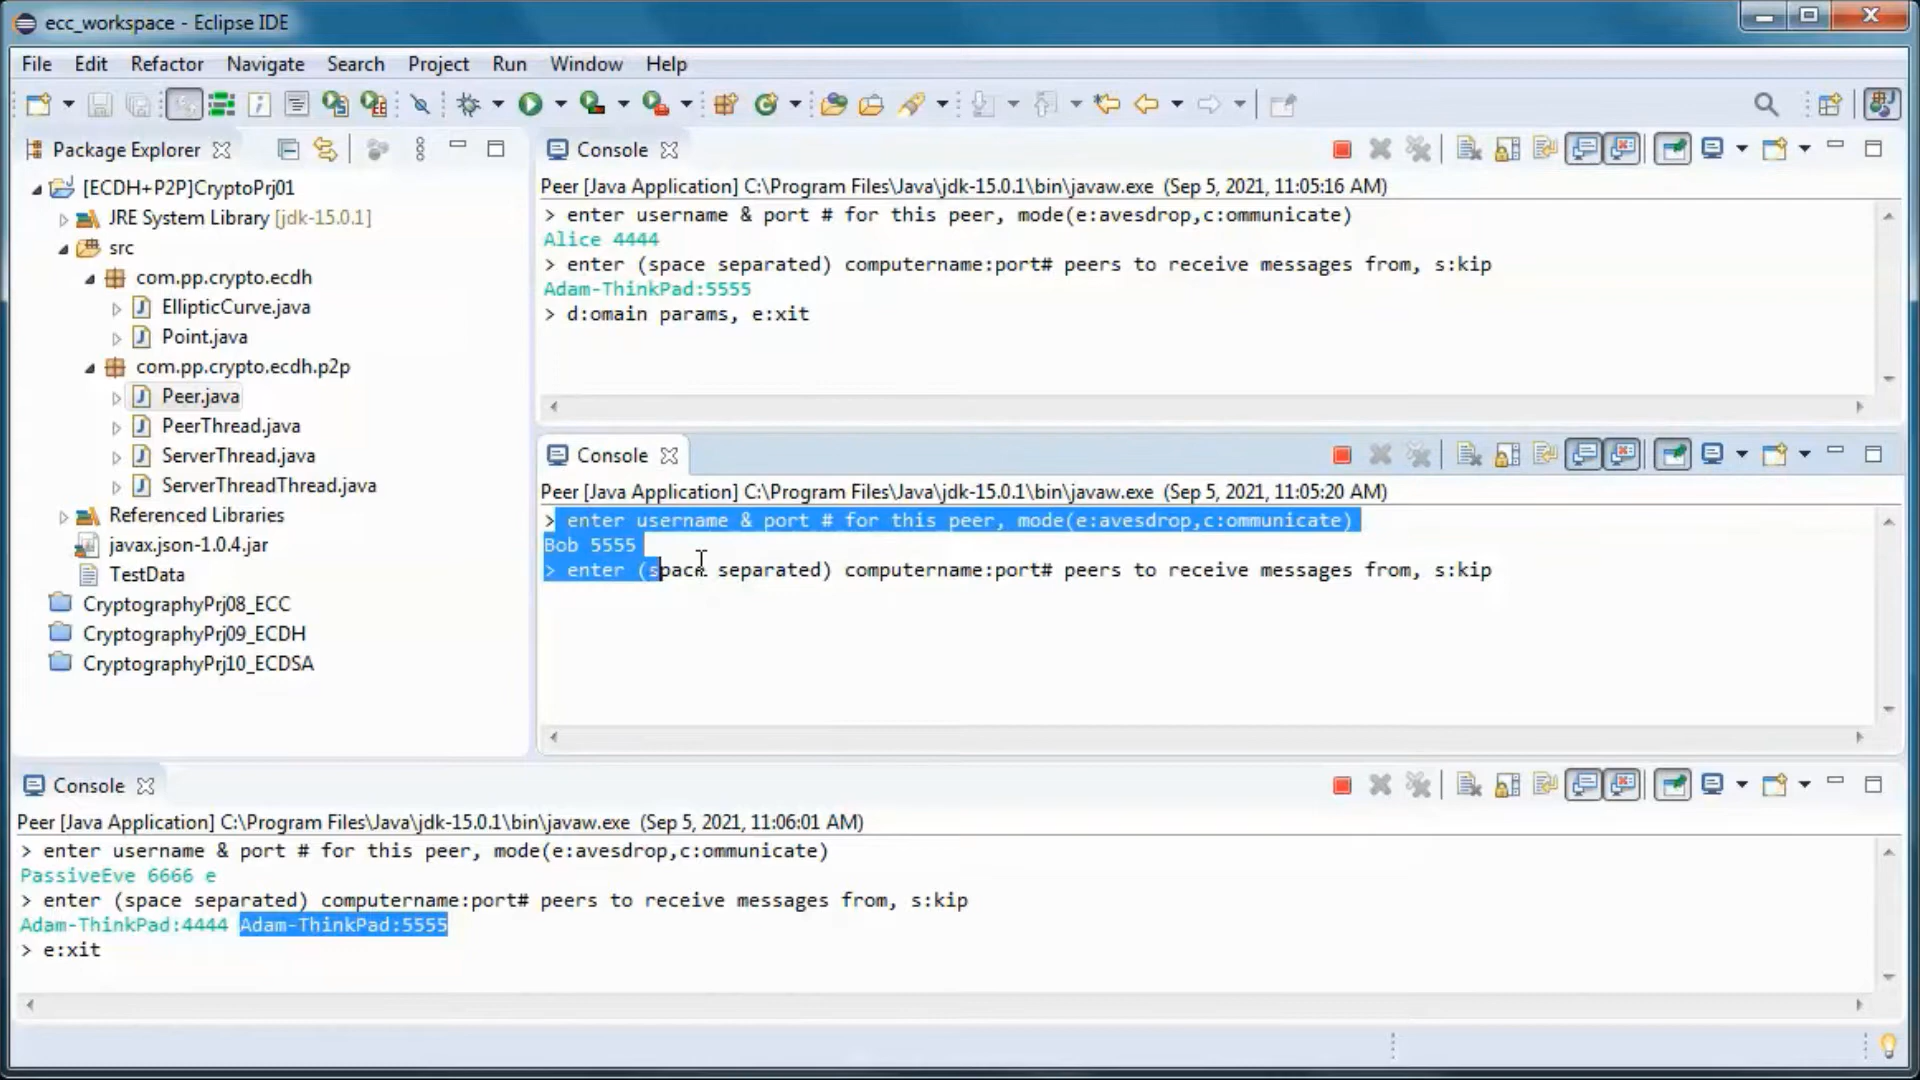 ecc_workspace - Eclipse IDE
File Edit Refactor Navigate Search Project Run Window Help
Package Explorer
[ECDH+P2P]CryptoPrj01
JRE System Library [jdk-15.0.1]
src
com.pp.crypto.ecdh
EllipticCurve.java
Point.java
com.pp.crypto.ecdh.p2p
Peer.java
PeerThread.java
ServerThread.java
ServerThreadThread.java
Referenced Libraries
javax.json-1.0.4.jar
TestData
CryptographyPrj08_ECC
CryptographyPrj09_ECDH
CryptographyPrj10_ECDSA
Console
Peer [Java Application] C:\Program Files\Java\jdk-15.0.1\bin\javaw.exe (Sep 5, 2021, 11:05:16 AM)
> enter username & port # for this peer, mode(e:avesdrop,c:ommunicate)
Alice 4444
> enter (space separated) computername:port# peers to receive messages from, s:kip
Adam-ThinkPad:5555
> d:omain params, e:xit
Console
Peer [Java Application] C:\Program Files\Java\jdk-15.0.1\bin\javaw.exe (Sep 5, 2021, 11:05:20 AM)
> enter username & port # for this peer, mode(e:avesdrop,c:ommunicate)
Bob 5555
> enter (space separated) computername:port# peers to receive messages from, s:kip
Console
Peer [Java Application] C:\Program Files\Java\jdk-15.0.1\bin\javaw.exe (Sep 5, 2021, 11:06:01 AM)
> enter username & port # for this peer, mode(e:avesdrop,c:ommunicate)
PassiveEve 6666 e
> enter (space separated) computername:port# peers to receive messages from, s:kip
Adam-ThinkPad:4444 Adam-ThinkPad:5555
> e:xit